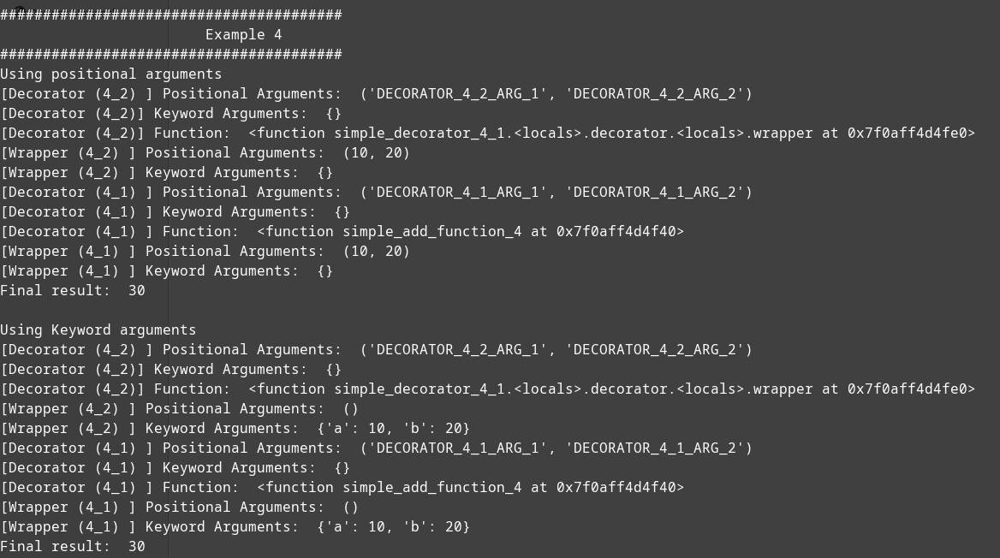 ########################################
Example 4
########################################
Using positional arguments
[Decorator (4_2) ] Positional Arguments:  ('DECORATOR_4_2_ARG_1', 'DECORATOR_4_2_ARG_2')
[Decorator (4_2)] Keyword Arguments:  {}
[Decorator (4_2)] Function:  <function simple_decorator_4_1.<locals>.decorator.<locals>.wrapper at 0x7f0aff4d4fe0>
[Wrapper (4_2) ] Positional Arguments:  (10, 20)
[Wrapper (4_2) ] Keyword Arguments:  {}
[Decorator (4_1) ] Positional Arguments:  ('DECORATOR_4_1_ARG_1', 'DECORATOR_4_1_ARG_2')
[Decorator (4_1) ] Keyword Arguments:  {}
[Decorator (4_1) ] Function:  <function simple_add_function_4 at 0x7f0aff4d4f40>
[Wrapper (4_1) ] Positional Arguments:  (10, 20)
[Wrapper (4_1) ] Keyword Arguments:  {}
Final result:  30

Using Keyword arguments
[Decorator (4_2) ] Positional Arguments:  ('DECORATOR_4_2_ARG_1', 'DECORATOR_4_2_ARG_2')
[Decorator (4_2)] Keyword Arguments:  {}
[Decorator (4_2)] Function:  <function simple_decorator_4_1.<locals>.decorator.<locals>.wrapper at 0x7f0aff4d4fe0>
[Wrapper (4_2) ] Positional Arguments:  ()
[Wrapper (4_2) ] Keyword Arguments:  {'a': 10, 'b': 20}
[Decorator (4_1) ] Positional Arguments:  ('DECORATOR_4_1_ARG_1', 'DECORATOR_4_1_ARG_2')
[Decorator (4_1) ] Keyword Arguments:  {}
[Decorator (4_1) ] Function:  <function simple_add_function_4 at 0x7f0aff4d4f40>
[Wrapper (4_1) ] Positional Arguments:  ()
[Wrapper (4_1) ] Keyword Arguments:  {'a': 10, 'b': 20}
Final result:  30